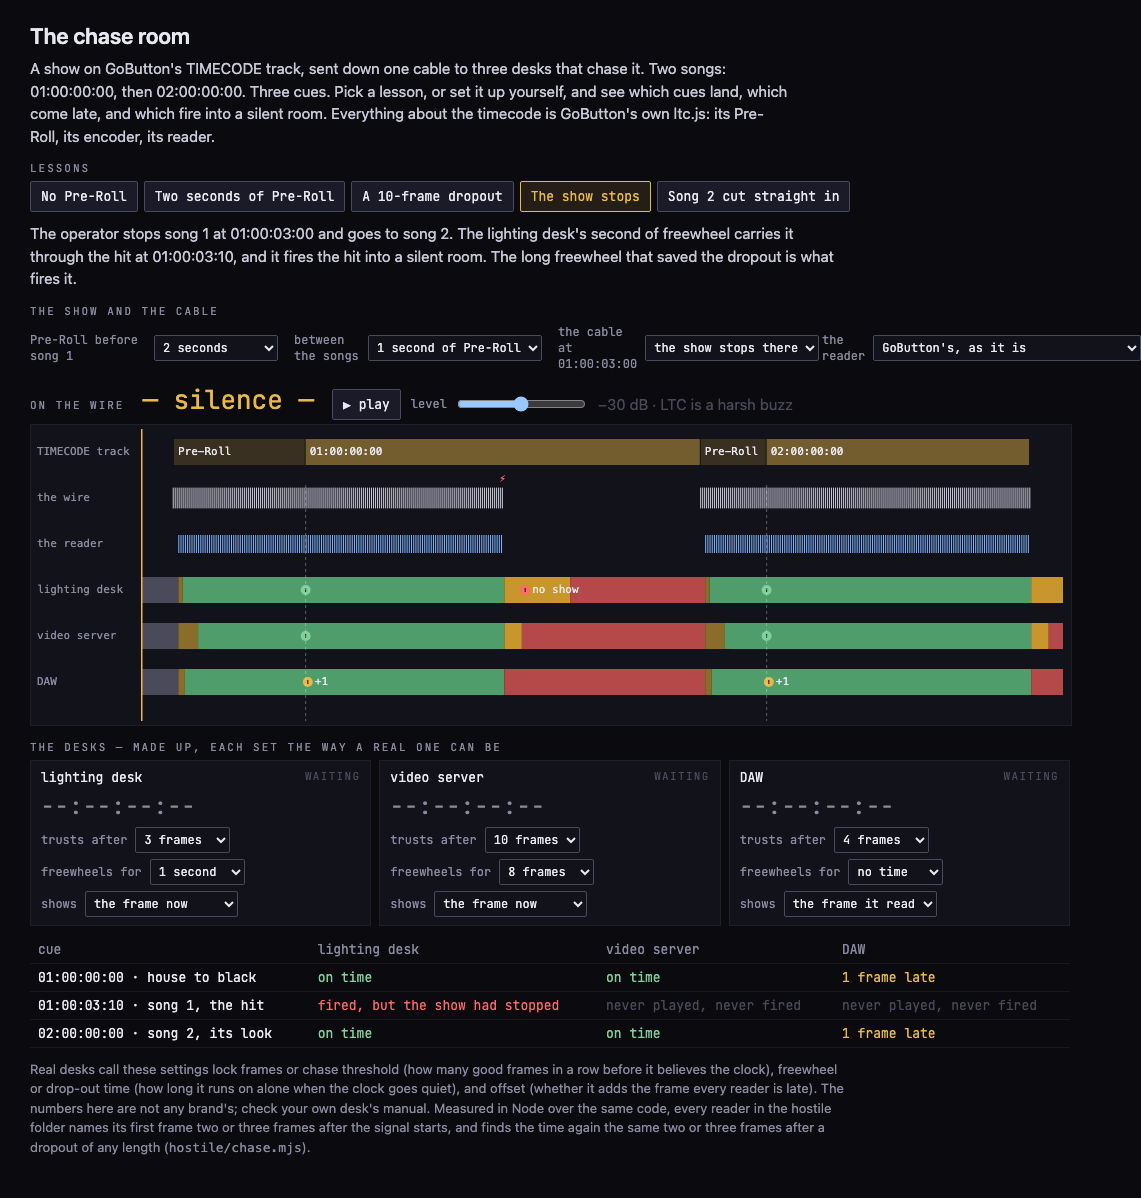 The chase room
A show on GoButton's TIMECODE track, sent down one cable to three desks that chase it. Two songs:
01:00:00:00, then 02:00:00:00. Three cues. Pick a lesson, or set it up yourself, and see which cues land, which
come late, and which fire into a silent room. Everything about the timecode is GoButton's own ltc.js: its Pre-
Roll, its encoder, its reader.
LESSONS
No Pre-Roll Two seconds of Pre-Roll A 10-frame dropout The show stops Song 2 cut straight in
The operator stops song 1 at 01:00:03:00 and goes to song 2. The lighting desk's second of freewheel carries it
through the hit at 01:00:03:10, and it fires the hit into a silent room. The long freewheel that saved the dropout is what
fires it.
THE SHOW AND THE CABLE
Pre-Roll before
song 1
2 seconds
between
the songs
1 second of Pre-Roll
the cable
at
01:00:03:00
the show stops there
the
reader
GoButton's, as it is
ON THE WIRE — silence — ▶ play level −30 dB · LTC is a harsh buzz
TIMECODE track Pre-Roll 01:00:00:00 Pre-Roll 02:00:00:00
the wire
the reader
lighting desk no show
video server
DAW +1 +1
THE DESKS — MADE UP, EACH SET THE WAY A REAL ONE CAN BE
lighting desk WAITING
--:--:--:--
trusts after 3 frames
freewheels for 1 second
shows the frame now
video server WAITING
--:--:--:--
trusts after 10 frames
freewheels for 8 frames
shows the frame now
DAW WAITING
--:--:--:--
trusts after 4 frames
freewheels for no time
shows the frame it read
cue lighting desk video server DAW
01:00:00:00 · house to black on time on time 1 frame late
01:00:03:10 · song 1, the hit fired, but the show had stopped never played, never fired never played, never fired
02:00:00:00 · song 2, its look on time on time 1 frame late
Real desks call these settings lock frames or chase threshold (how many good frames in a row before it believes the clock), freewheel
or drop-out time (how long it runs on alone when the clock goes quiet), and offset (whether it adds the frame every reader is late). The
numbers here are not any brand's; check your own desk's manual. Measured in Node over the same code, every reader in the hostile
folder names its first frame two or three frames after the signal starts, and finds the time again the same two or three frames after a
dropout of any length (hostile/chase.mjs).